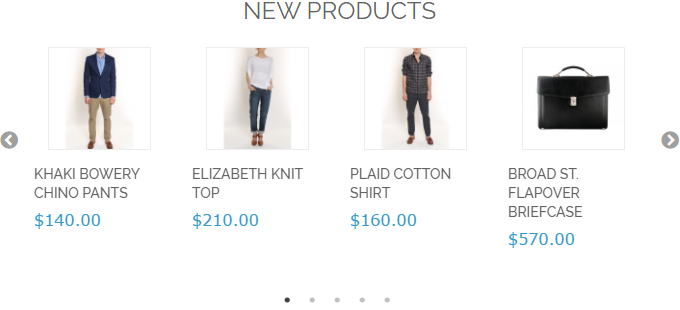 NEW PRODUCTS
KHAKI BOWERY
CHINO PANTS
$140.00
ELIZABETH KNIT
TOP
$210.00
PLAID COTTON
SHIRT
$160.00
BROAD ST.
FLAPOVER
BRIEFCASE
$570.00